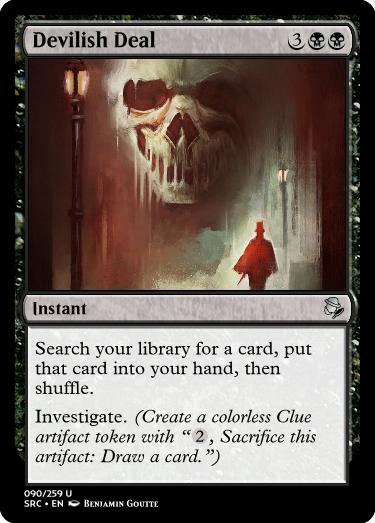 Devilish Deal 3
Instant
Search your library for a card, put
that card into your hand, then
shuffle.
Investigate. (Create a colorless Clue
artifact token with “2, Sacrifice this
artifact: Draw a card.”)
090/259 U
SRC • EN Benjamin Goutte